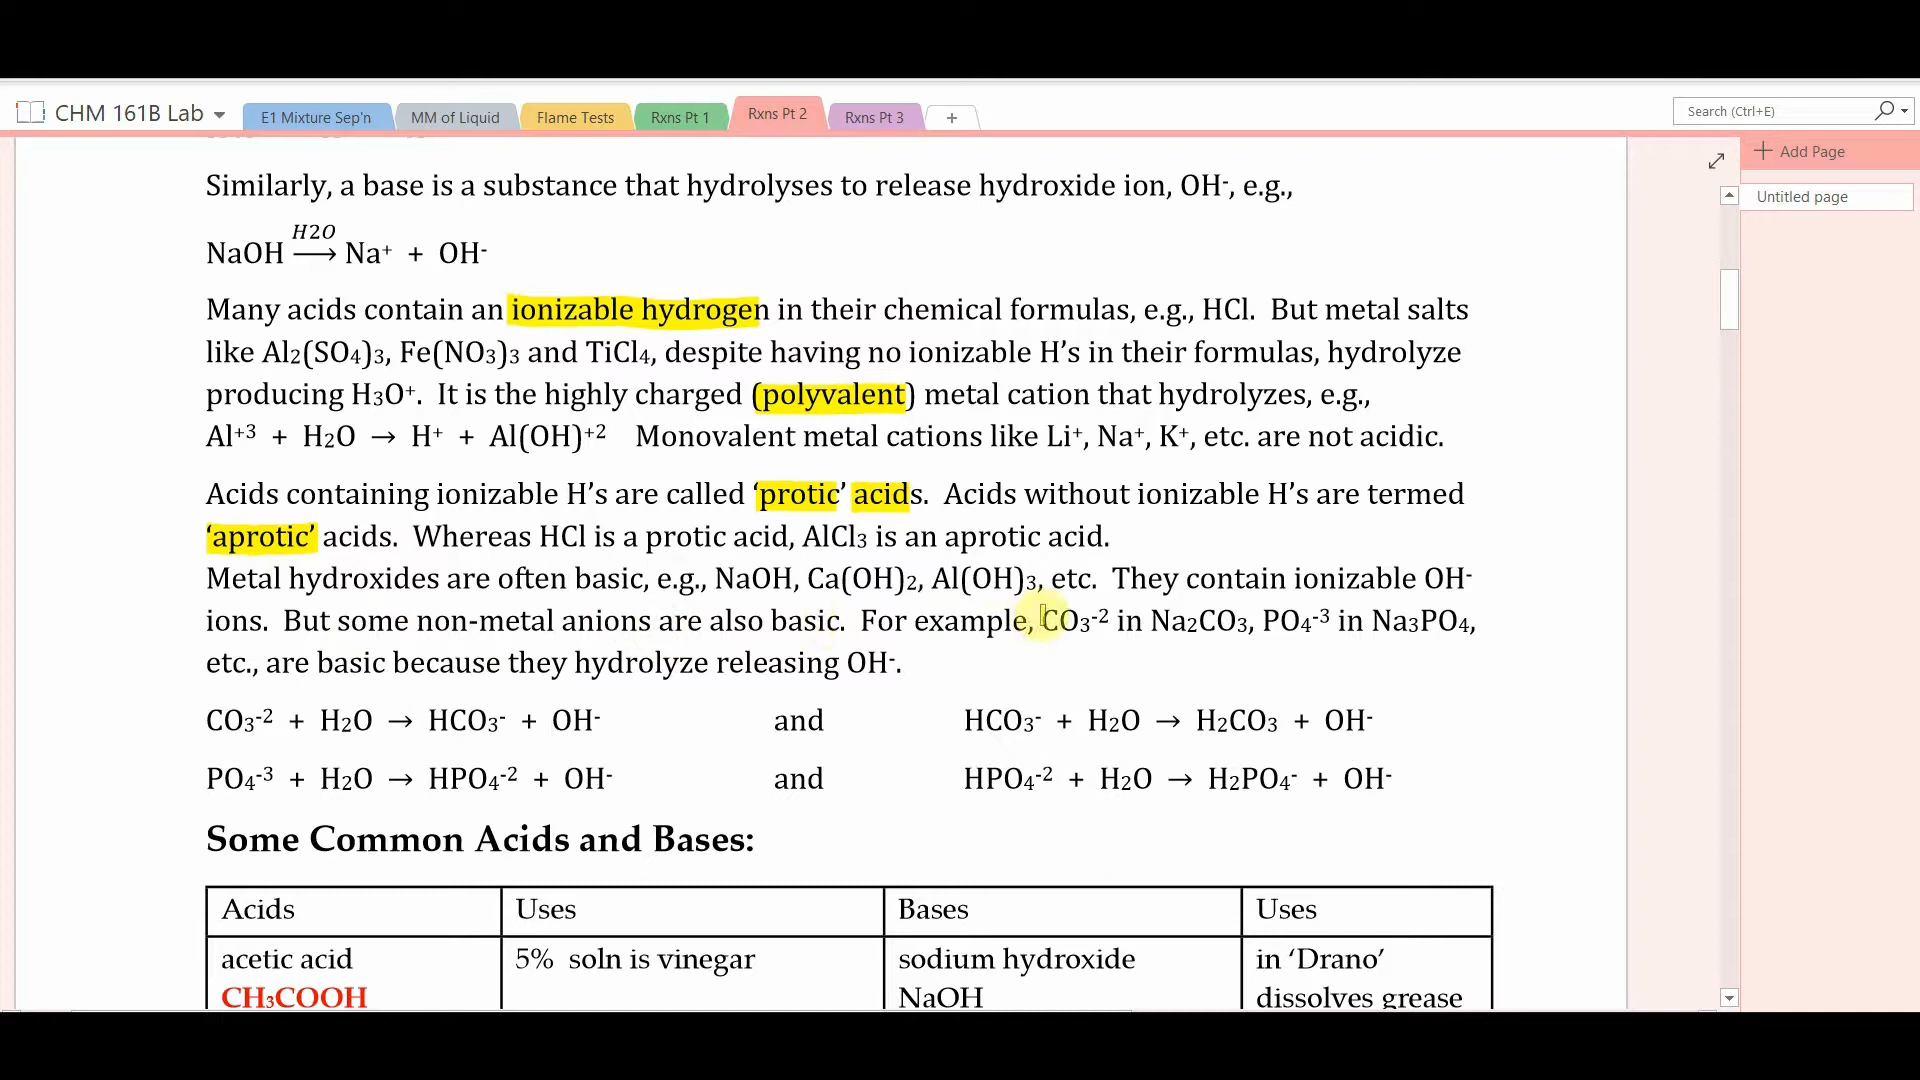 CHM 161B Lab
E1 Mixture Sep'n
MM of Liquid
Flame Tests
Rxns Pt 1
Rxns Pt 2
Rxns Pt 3
Search (Ctrl+E)
Add Page
Untitled page
Similarly, a base is a substance that hydrolyses to release hydroxide ion, OH-, e.g.,
H2O
NaOH ⟶ Na+ + OH-
Many acids contain an ionizable hydrogen in their chemical formulas, e.g., HCl. But metal salts
like Al2(SO4)3, Fe(NO3)3 and TiCl4, despite having no ionizable H’s in their formulas, hydrolyze
producing H3O+. It is the highly charged (polyvalent) metal cation that hydrolyzes, e.g.,
Al+3 + H2O → H+ + Al(OH)+2 Monovalent metal cations like Li+, Na+, K+, etc. are not acidic.
Acids containing ionizable H’s are called ‘protic’ acids. Acids without ionizable H’s are termed
‘aprotic’ acids. Whereas HCl is a protic acid, AlCl3 is an aprotic acid.
Metal hydroxides are often basic, e.g., NaOH, Ca(OH)2, Al(OH)3, etc. They contain ionizable OH-
ions. But some non-metal anions are also basic. For example, CO3-2 in Na2CO3, PO4-3 in Na3PO4,
etc., are basic because they hydrolyze releasing OH-.
CO3-2 + H2O → HCO3- + OH- and HCO3- + H2O → H2CO3 + OH-
PO4-3 + H2O → HPO4-2 + OH- and HPO4-2 + H2O → H2PO4- + OH-
Some Common Acids and Bases:
Acids Uses Bases Uses
acetic acid 5% soln is vinegar sodium hydroxide in ‘Drano’
CH3COOH NaOH dissolves grease